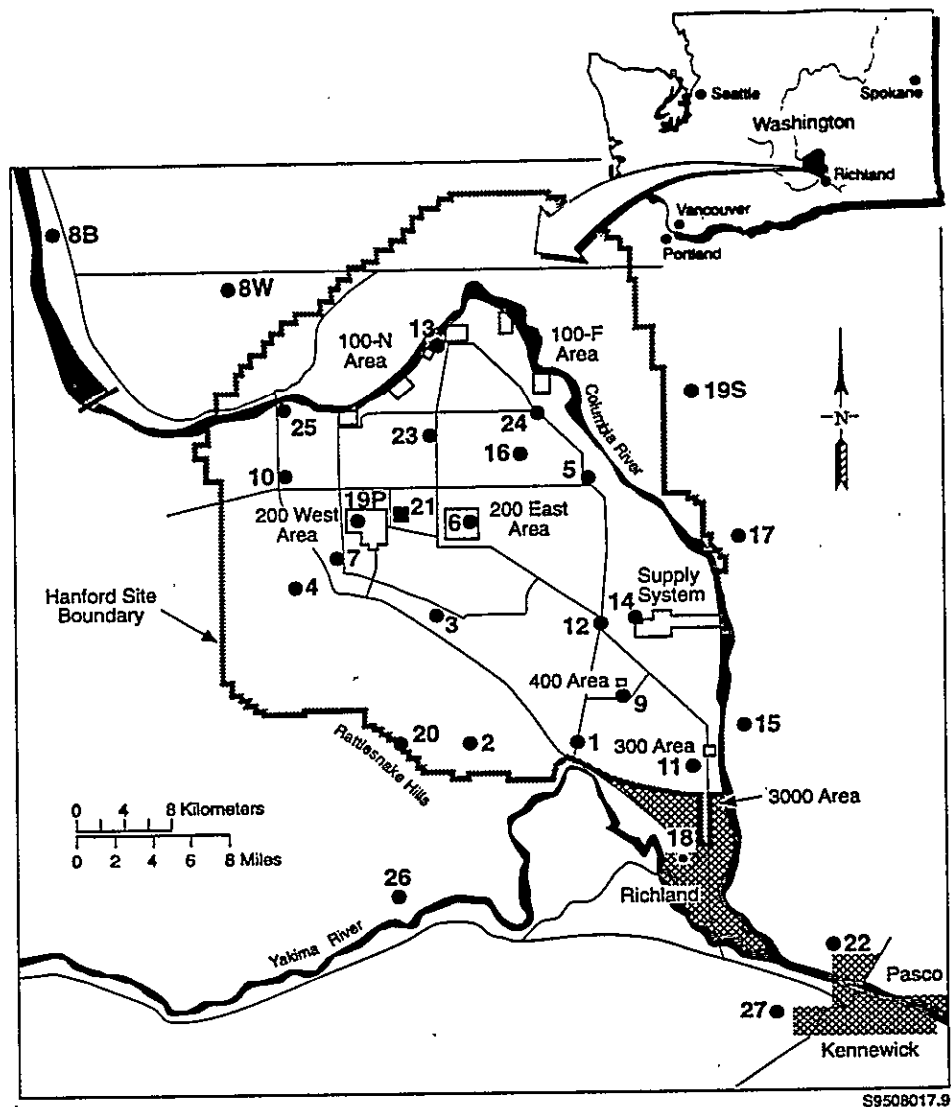 Seattle
Spokane
Washington
Richland
Vancouver
Portland
8B
8W
13
100-N
Area
100-F
Area
19S
N
25
24
Columbia River
23
16
10
5
19P
21
200 West
Area
6
200 East
Area
17
7
4
Supply
System
Hanford Site
Boundary
14
3
12
400 Area
9
15
20
2
1
300 Area
11
Rattlesnake Hills
3000 Area
0 4 8 Kilometers
0 2 4 6 8 Miles
18
26
Richland
Yakima River
22
Pasco
27
Kennewick
S9508017.9